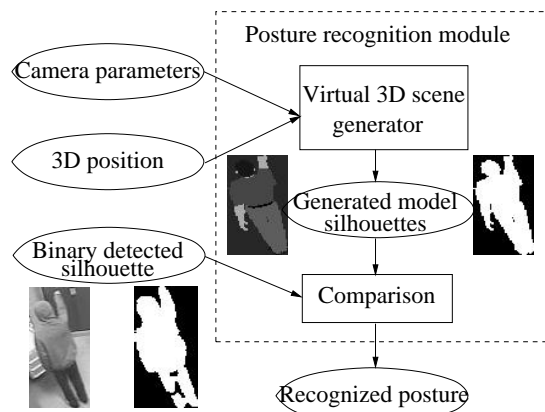 Posture recognition module
Camera parameters
Virtual 3D scene
generator
3D position
Generated model
silhouettes
Binary detected
silhouette
Comparison
Recognized posture